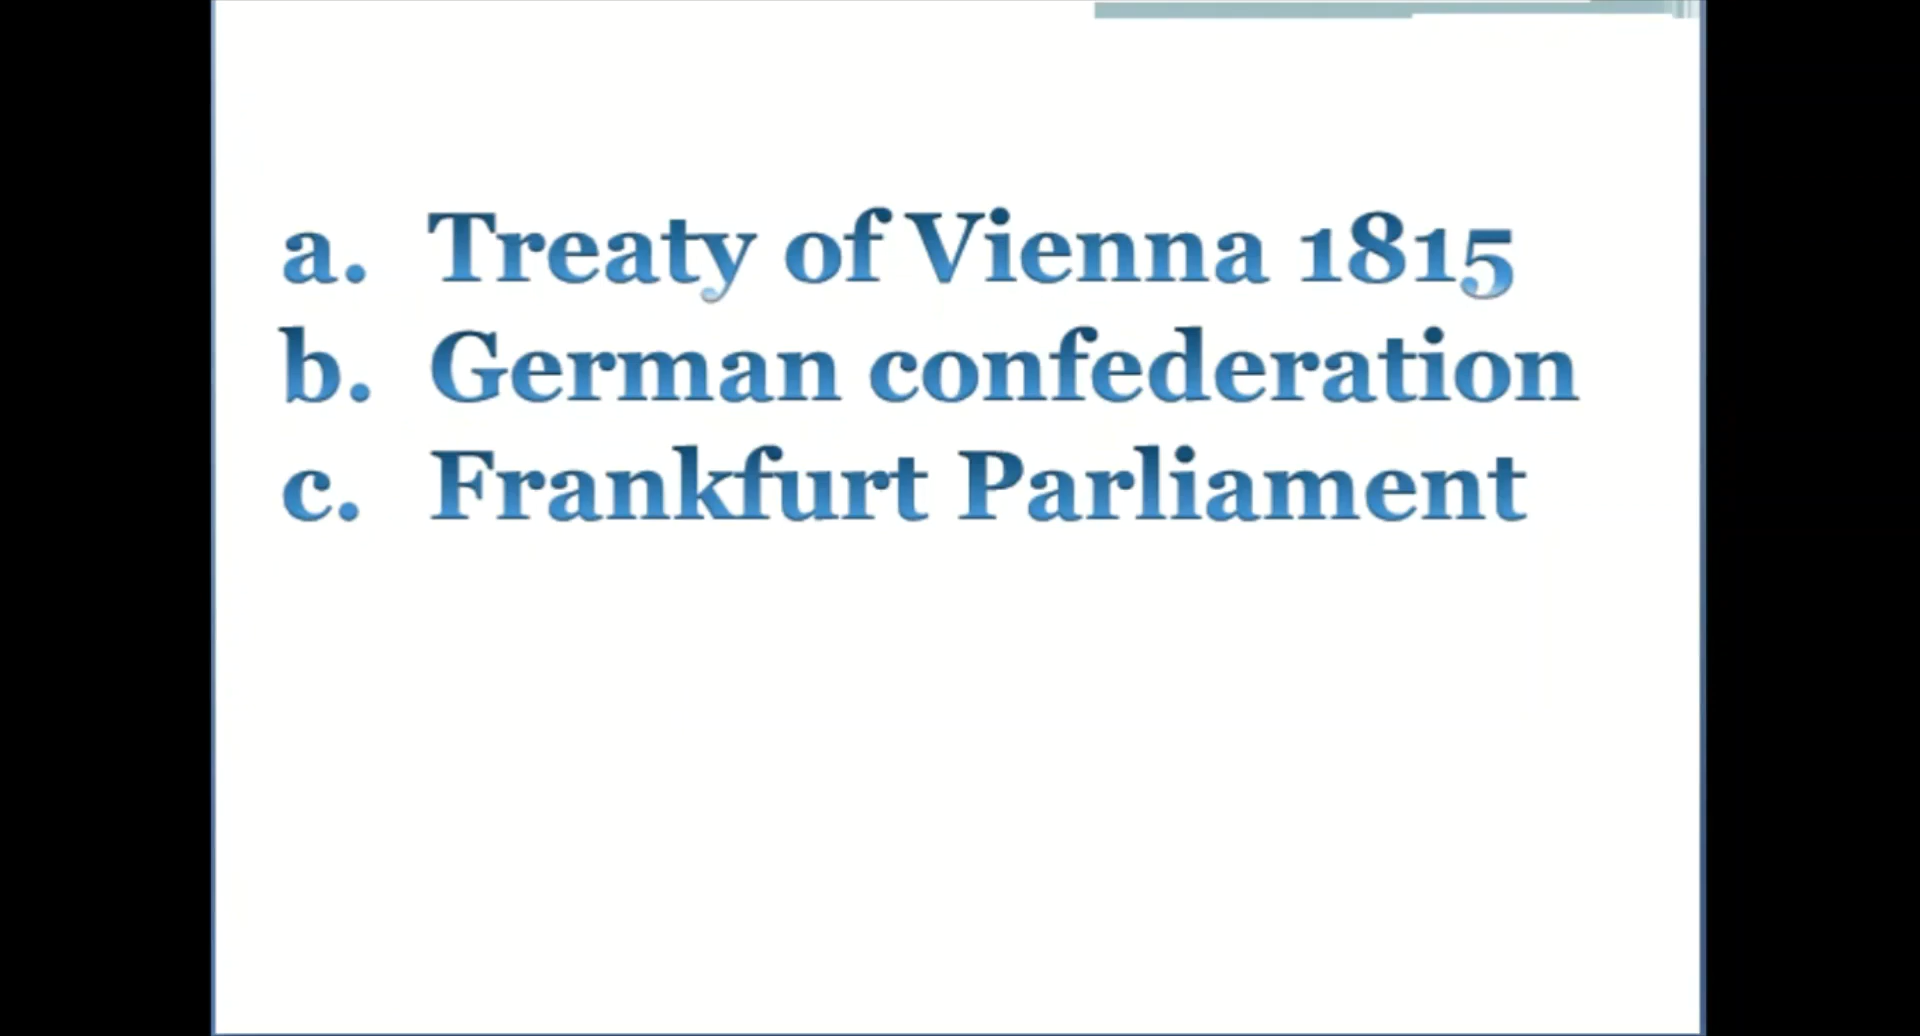 a. Treaty of Vienna 1815
b. German confederation
c. Frankfurt Parliament